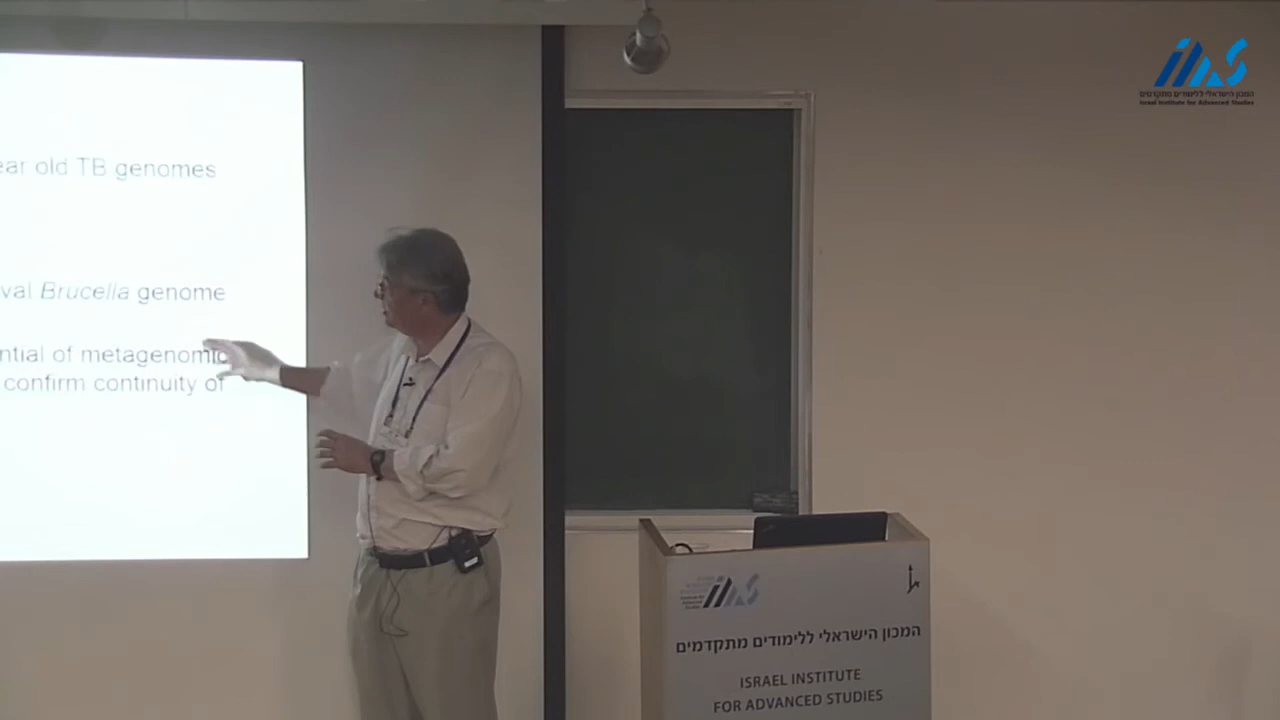 ear old TB genomes
val Brucella genome
ntial of metagenomic
confirm continuity of
המכון הישראלי ללימודים מתקדמים
Israel Institute for Advanced Studies
המכון הישראלי ללימודים מתקדמים
ISRAEL INSTITUTE
FOR ADVANCED STUDIES